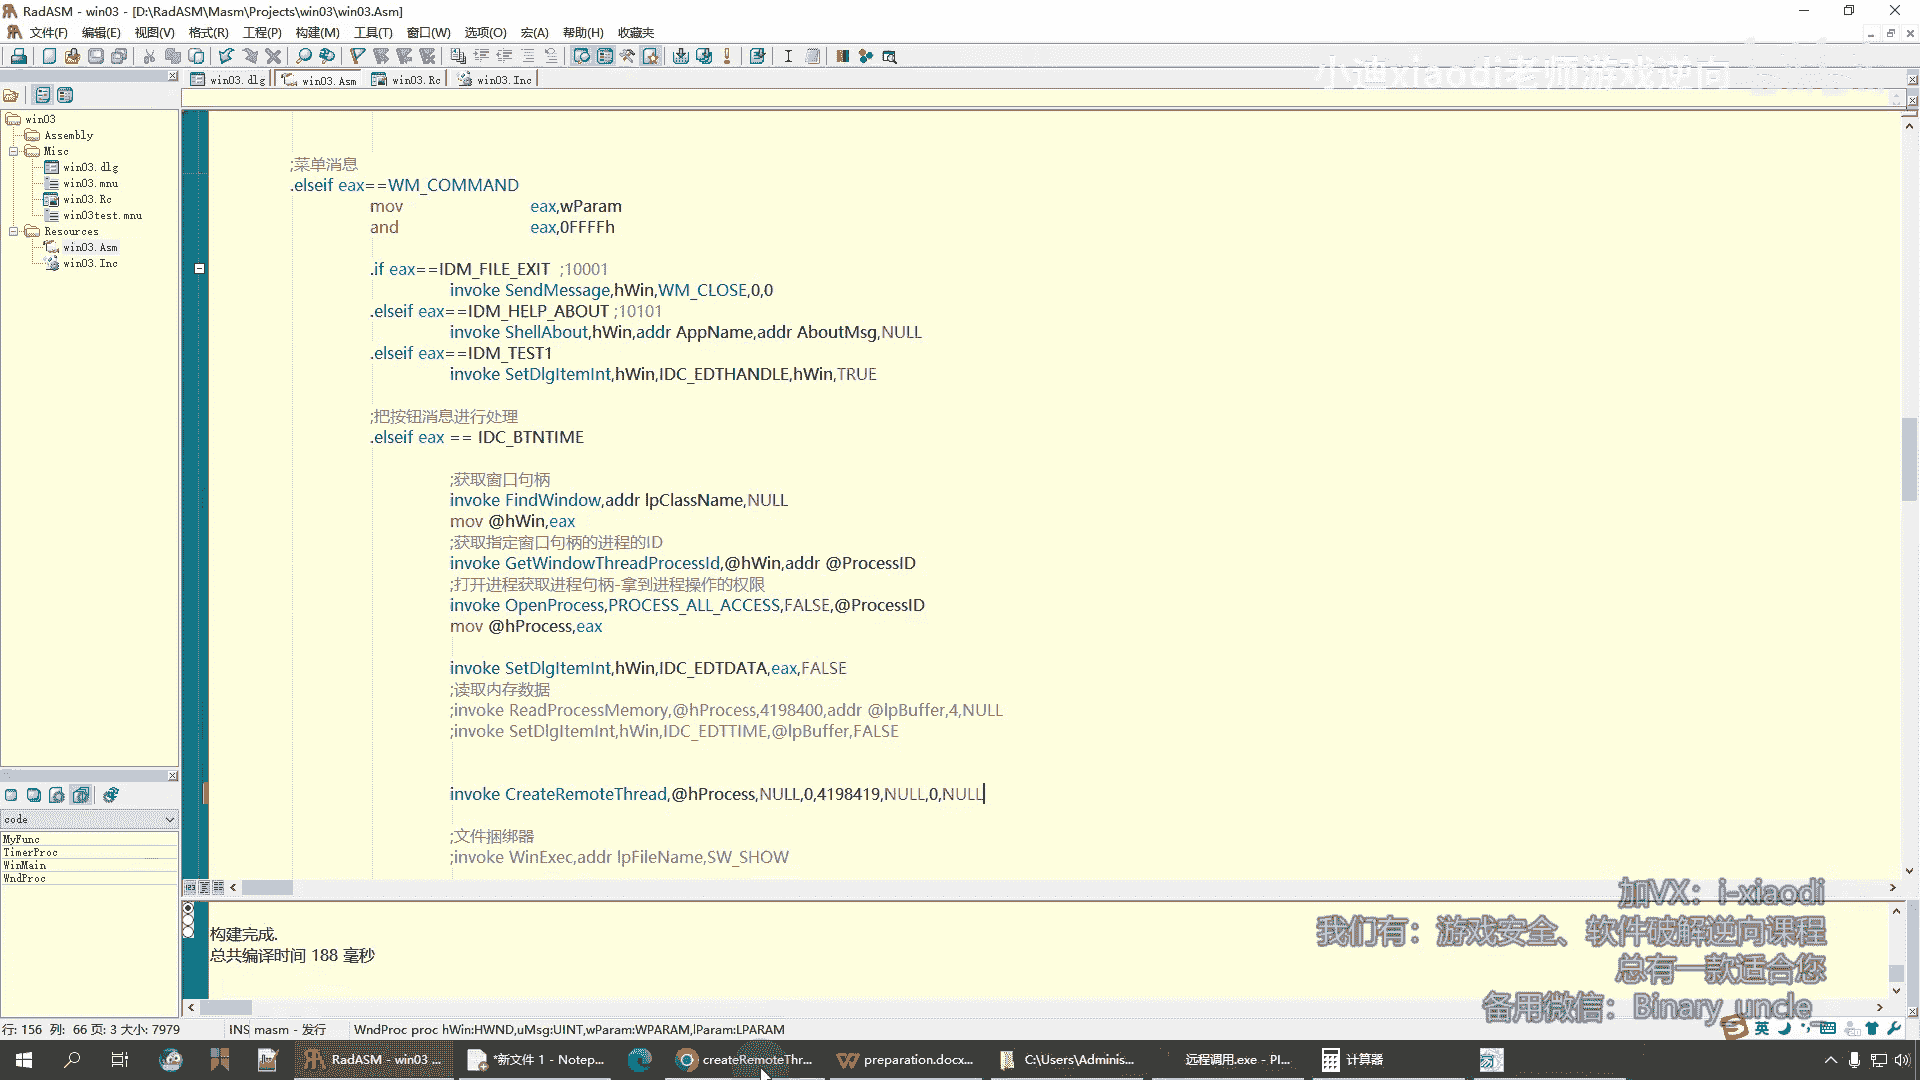 RadASM - win03 - [D:\RadASM\Masm\Projects\win03\win03.Asm]
文件(F) 编辑(E) 视图(V) 格式(R) 工程(P) 构建(M) 工具(T) 窗口(W) 选项(O) 宏(A) 帮助(H) 收藏夹
win03.dlg win03.Asm win03.Rc win03.Inc
小迪xiaodi老师游戏逆向
win03
Assembly
Misc
win03.dlg
win03.mnu
win03.Rc
win03test.mnu
Resources
win03.Asm
win03.Inc
;菜单消息
.elseif eax==WM_COMMAND
mov eax,wParam
and eax,0FFFFh
.if eax==IDM_FILE_EXIT ;10001
invoke SendMessage,hWin,WM_CLOSE,0,0
.elseif eax==IDM_HELP_ABOUT ;10101
invoke ShellAbout,hWin,addr AppName,addr AboutMsg,NULL
.elseif eax==IDM_TEST1
invoke SetDlgItemInt,hWin,IDC_EDTHANDLE,hWin,TRUE
;把按钮消息进行处理
.elseif eax == IDC_BTNTIME
;获取窗口句柄
invoke FindWindow,addr lpClassName,NULL
mov @hWin,eax
;获取指定窗口句柄的进程的ID
invoke GetWindowThreadProcessId,@hWin,addr @ProcessID
;打开进程获取进程句柄-拿到进程操作的权限
invoke OpenProcess,PROCESS_ALL_ACCESS,FALSE,@ProcessID
mov @hProcess,eax
invoke SetDlgItemInt,hWin,IDC_EDTDATA,eax,FALSE
;读取内存数据
;invoke ReadProcessMemory,@hProcess,4198400,addr @lpBuffer,4,NULL
;invoke SetDlgItemInt,hWin,IDC_EDTTIME,@lpBuffer,FALSE
invoke CreateRemoteThread,@hProcess,NULL,0,4198419,NULL,0,NULL
;文件捆绑器
;invoke WinExec,addr lpFileName,SW_SHOW
code
MyFunc
TimerProc
WinMain
WndProc
构建完成.
总共编译时间 188 毫秒
加VX：i-xiaodi
我们有：游戏安全、软件破解逆向课程
总有一款适合您
备用微信：Binary_uncle
行: 156 列: 66 页: 3 大小: 7979 INS masm - 发行 WndProc proc hWin:HWND,uMsg:UINT,wParam:WPARAM,lParam:LPARAM
英
RadASM - win03 ... *新文件 1 - Notep... createRemoteThr... preparation.docx... C:\Users\Adminis... 远程调用.exe - PI... 计算器